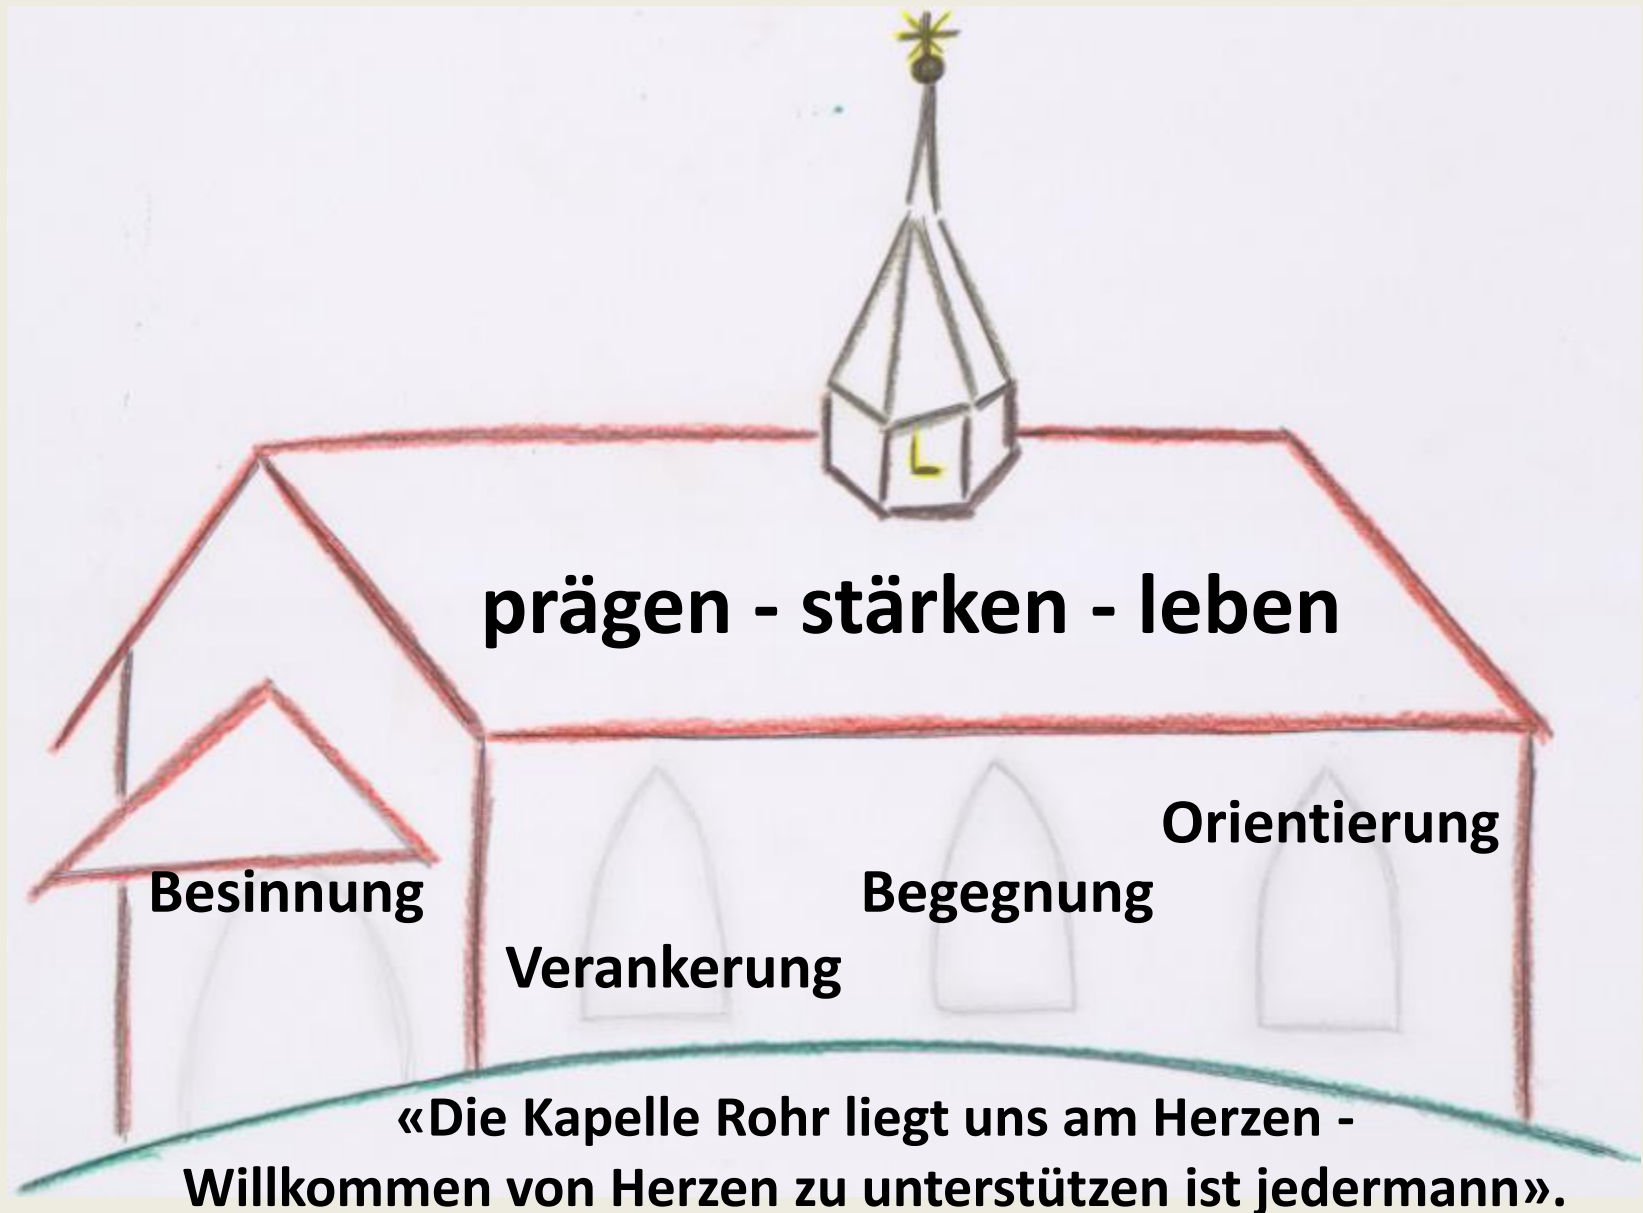 prägen - stärken - leben
Orientierung
Besinnung
Begegnung
Verankerung
«Die Kapelle Rohr liegt uns am Herzen -
Willkommen von Herzen zu unterstützen ist jedermann».